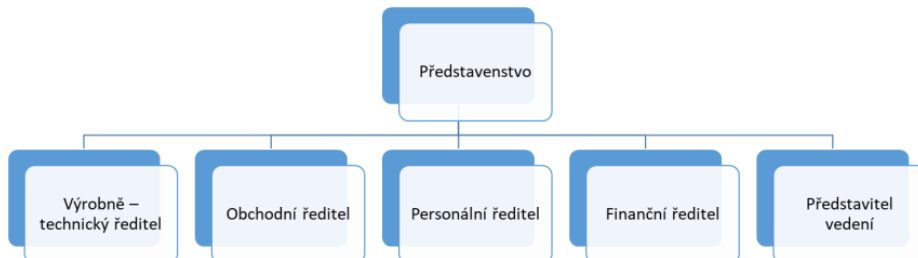 Představenstvo
Výrobně –
technický ředitel
Obchodní ředitel
Personální ředitel
Finanční ředitel
Představitel
vedení